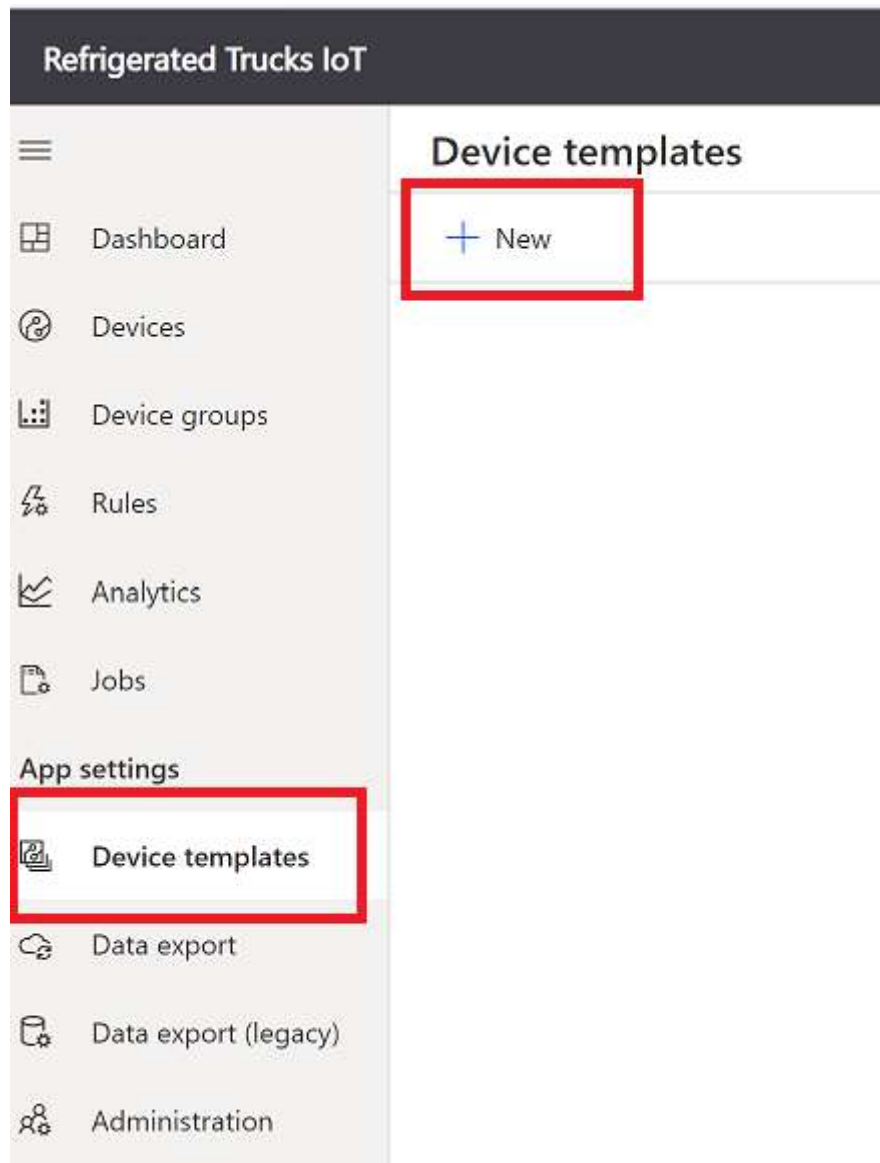 Refrigerated Trucks IoT
Device templates
New
Dashboard
Devices
Device groups
Rules
Analytics
Jobs
App settings
Device templates
Data export
Data export (legacy)
Administration